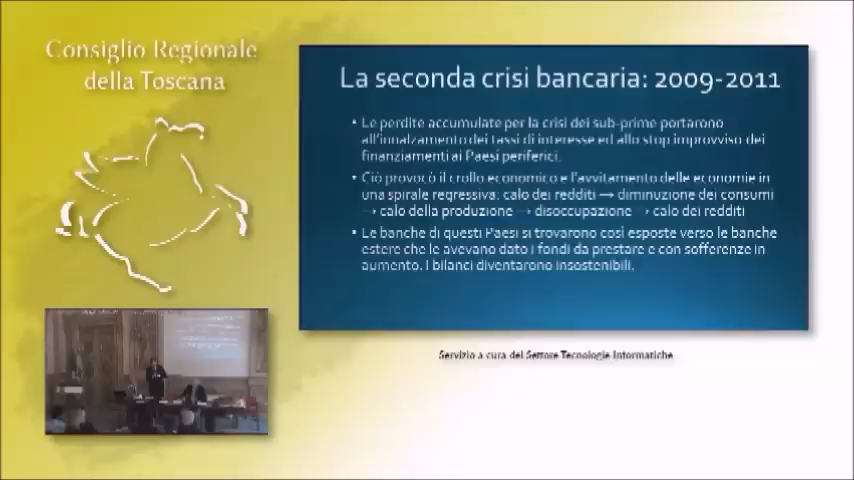 Consiglio Regionale
della Toscana
La seconda crisi bancaria: 2009-2011
• Le perdite accumulate per la crisi dei sub-prime portarono
all'innalzamento dei tassi di interesse ed allo stop improvviso dei
finanziamenti ai Paesi periferici.
• Ciò provocò il crollo economico e l'avvitamento delle economie in
una spirale regressiva: calo dei redditi → diminuzione dei consumi
→ calo della produzione → disoccupazione → calo dei redditi
• Le banche di questi Paesi si trovarono così esposte verso le banche
estere che le avevano dato i fondi da prestare e con sofferenze in
aumento. I bilanci diventarono insostenibili.
Servizio a cura del Settore Tecnologie Informatiche